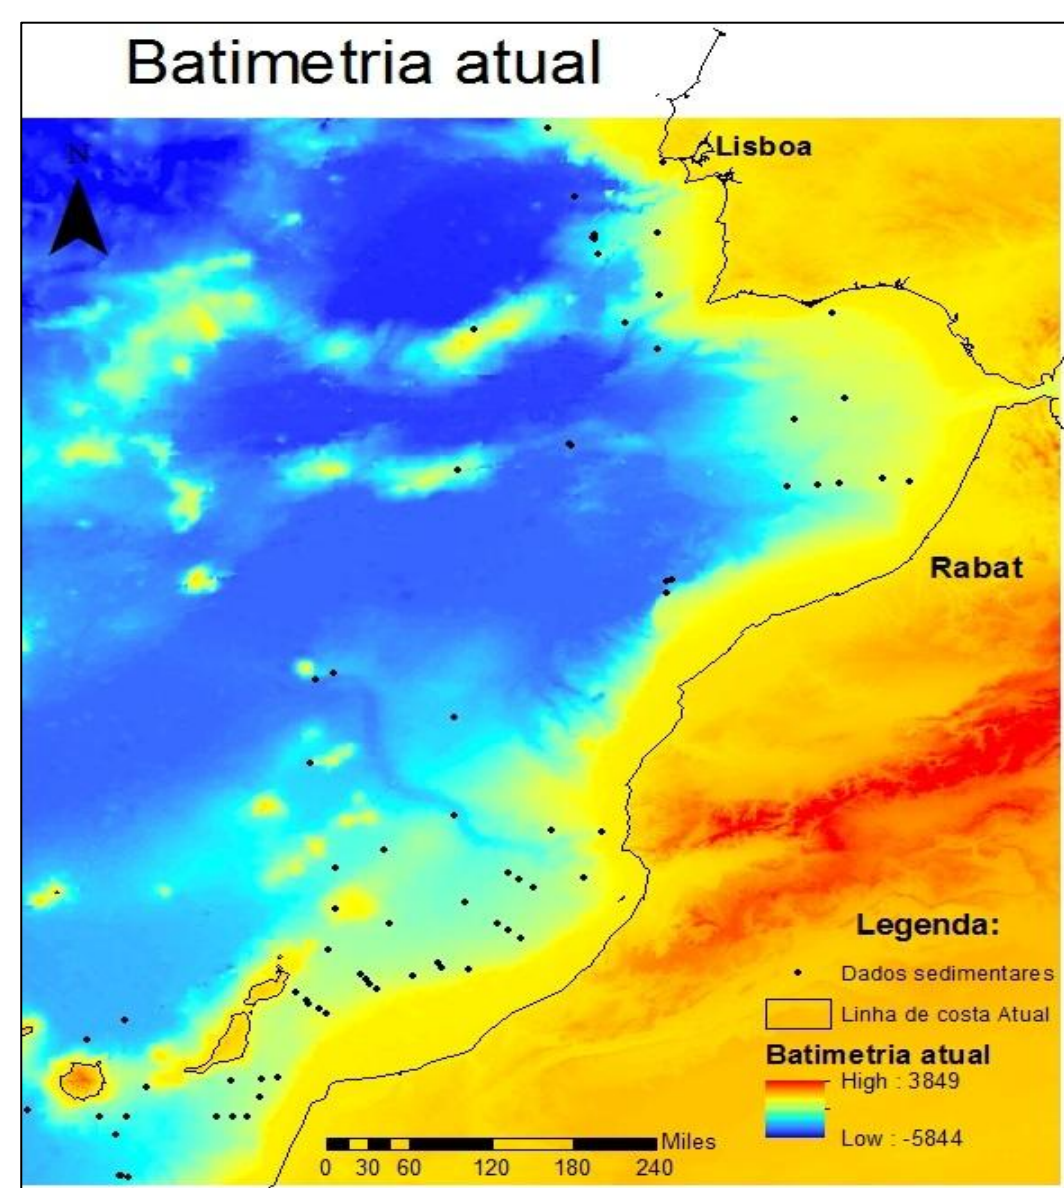 Batimetria atual
N
Lisboa
Rabat
Legenda:
Dados sedimentares
Linha de costa Atual
Batimetria atual
High : 3849
Low : -5844
Miles
0 30 60 120 180 240